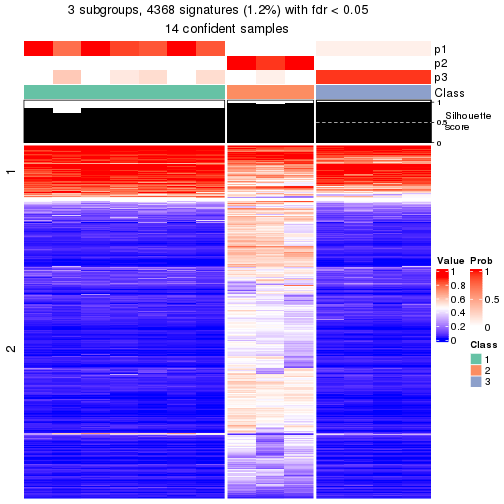 3 subgroups, 4368 signatures (1.2%) with fdr < 0.05
14 confident samples
p1
p2
p3
Class
1
0.5
0
Silhouette
score
1
2
Value
1
0.8
0.6
0.4
0.2
0
Prob
1
0.5
0
Class
1
2
3